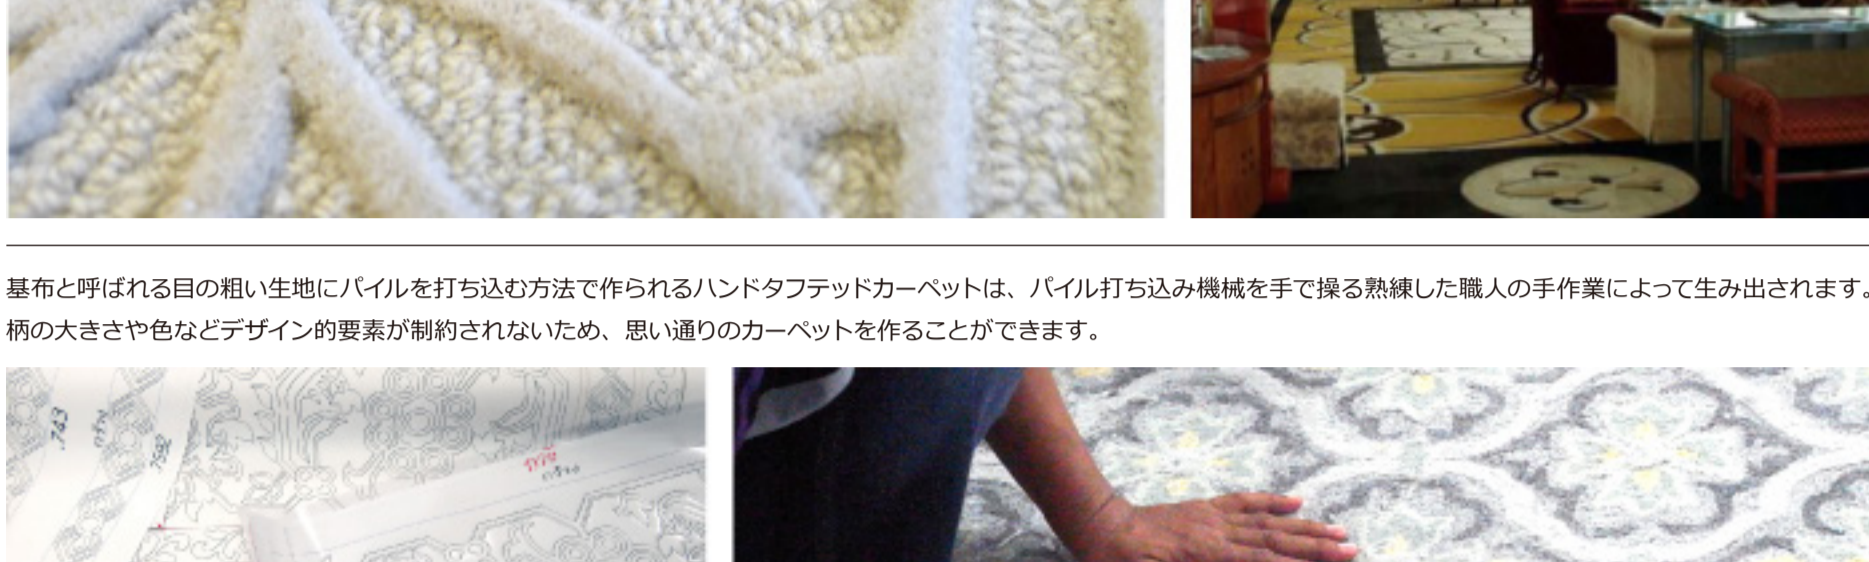 基布と呼ばれる目の粗い生地にパイルを打ち込む方法で作られるハンドタフテッドカーペットは、パイル打ち込み機械を手で操る熟練した職人の手作業によって生み出されます。
柄の大きさや色などデザイン的要素が制約されないため、思い通りのカーペットを作ることができます。
743
7592